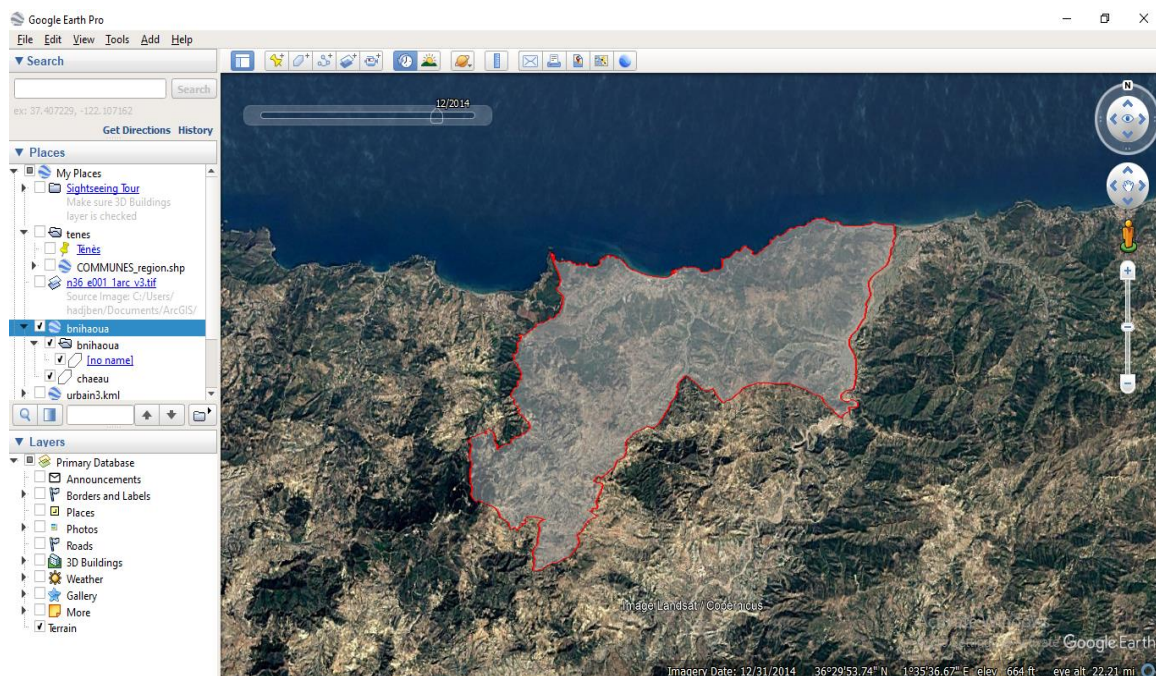 Google Earth Pro
File Edit View Tools Add Help
Search
Search
ex: 37.407229, -122.107162
Get Directions History
Places
My Places
Sightseeing Tour
Make sure 3D Buildings
layer is checked
tenes
Ténès
COMMUNES_region.shp
n36_e001_1arc_v3.tif
Source Image: C:/Users/
hadjben/Documents/ArcGIS/
bnihaoua
bnihaoua
[no name]
chaeau
urbain3.kml
Layers
Primary Database
Announcements
Borders and Labels
Places
Photos
Roads
3D Buildings
Weather
Gallery
More
Terrain
12/2014
N
Image Landsat / Copernicus
Google Earth
Imagery Date: 12/31/2014 36°29'53.74" N 1°35'36.67" E elev 664 ft eye alt 22.21 mi